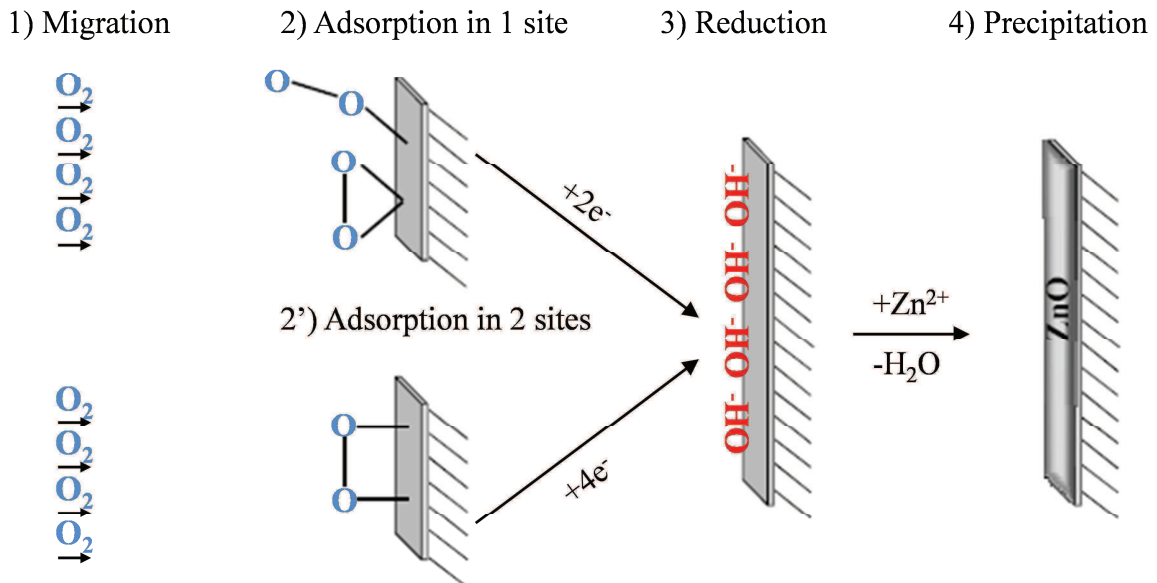 1) Migration
2) Adsorption in 1 site
3) Reduction
4) Precipitation
O₂
O₂
O₂
O₂
O
O
O
O
+2e⁻
2’) Adsorption in 2 sites
O₂
O₂
O₂
O₂
O
O
+4e⁻
OH⁻ OH⁻ OH⁻ OH⁻
+Zn²⁺
-H₂O
ZnO